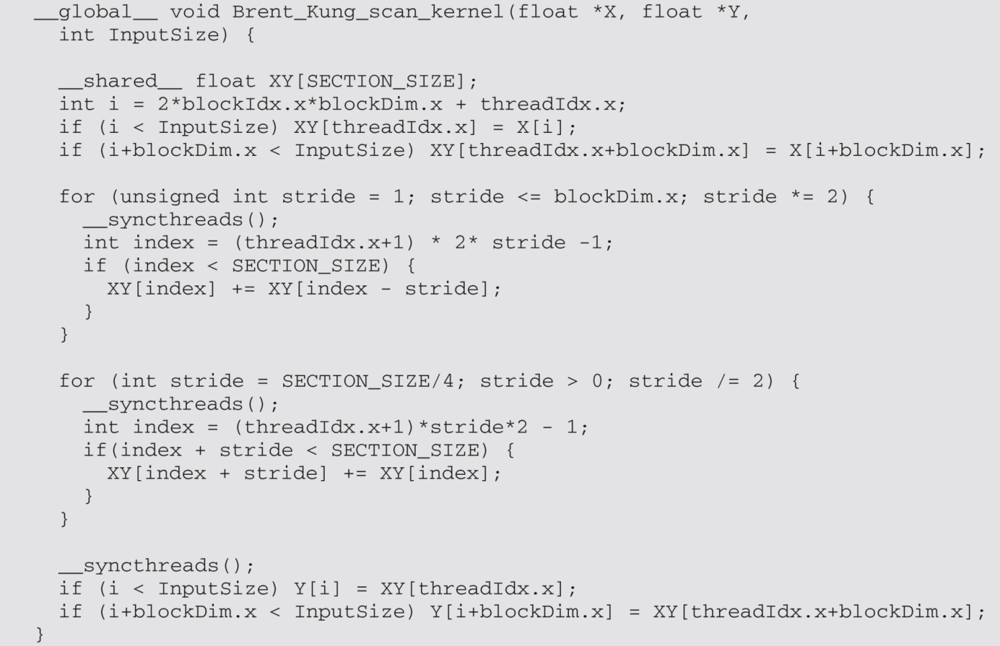 __global__ void Brent_Kung_scan_kernel(float *X, float *Y,
  int InputSize) {

  __shared__ float XY[SECTION_SIZE];
  int i = 2*blockIdx.x*blockDim.x + threadIdx.x;
  if (i < InputSize) XY[threadIdx.x] = X[i];
  if (i+blockDim.x < InputSize) XY[threadIdx.x+blockDim.x] = X[i+blockDim.x];

  for (unsigned int stride = 1; stride <= blockDim.x; stride *= 2) {
    __syncthreads();
    int index = (threadIdx.x+1) * 2* stride -1;
    if (index < SECTION_SIZE) {
      XY[index] += XY[index - stride];
    }
  }

  for (int stride = SECTION_SIZE/4; stride > 0; stride /= 2) {
    __syncthreads();
    int index = (threadIdx.x+1)*stride*2 - 1;
    if(index + stride < SECTION_SIZE) {
      XY[index + stride] += XY[index];
    }
  }

  __syncthreads();
  if (i < InputSize) Y[i] = XY[threadIdx.x];
  if (i+blockDim.x < InputSize) Y[i+blockDim.x] = XY[threadIdx.x+blockDim.x];
}